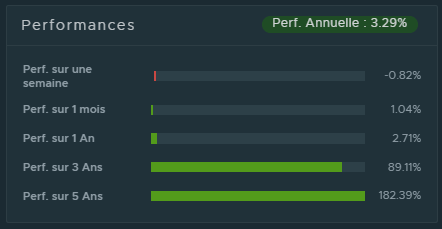 Performances
Perf. Annuelle : 3.29%
Perf. sur une
semaine
-0.82%
Perf. sur 1 mois
1.04%
Perf. sur 1 An
2.71%
Perf. sur 3 Ans
89.11%
Perf. sur 5 Ans
182.39%